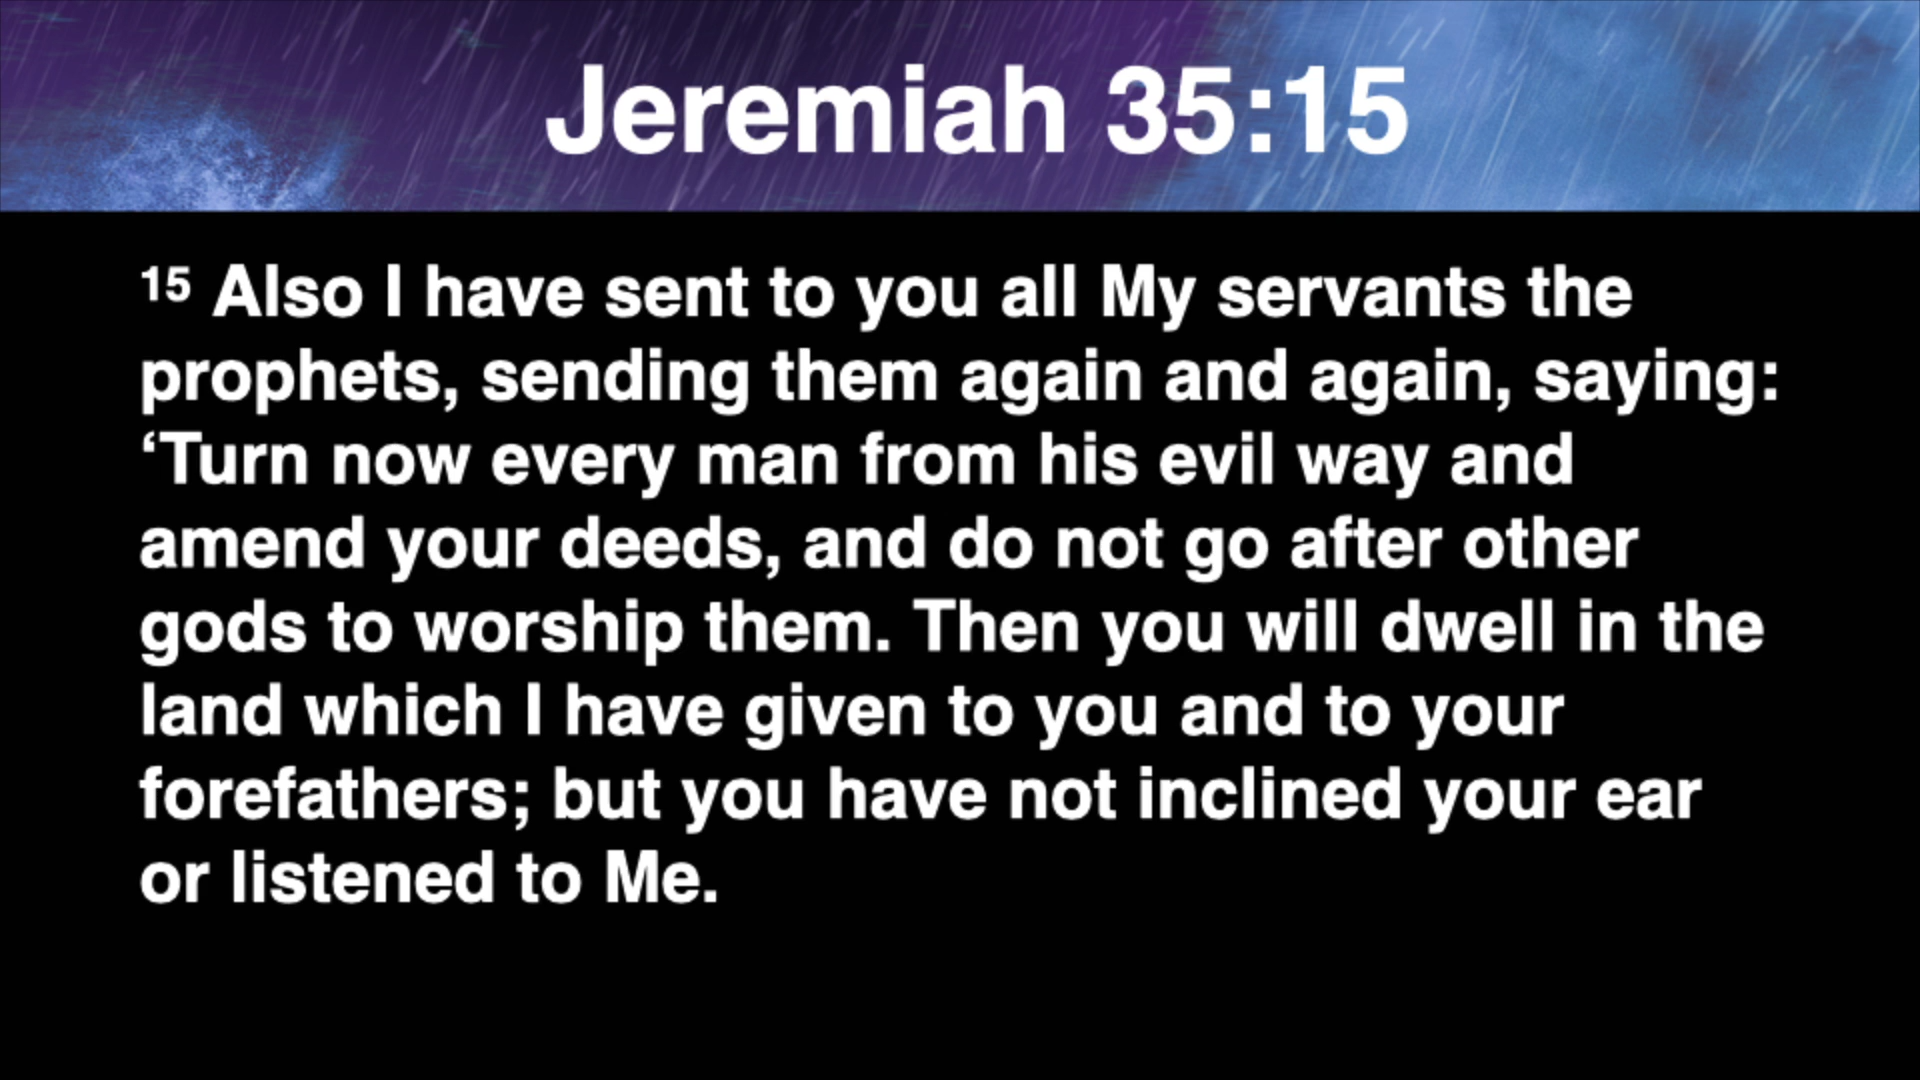 Jeremiah 35:15
15 Also I have sent to you all My servants the
prophets, sending them again and again, saying:
‘Turn now every man from his evil way and
amend your deeds, and do not go after other
gods to worship them. Then you will dwell in the
land which I have given to you and to your
forefathers; but you have not inclined your ear
or listened to Me.